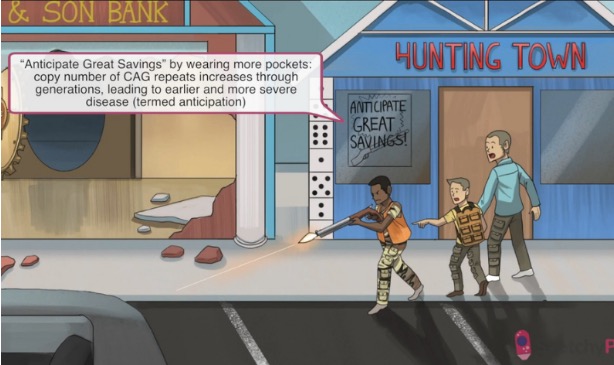 & SON BANK
"Anticipate Great Savings" by wearing more pockets:
copy number of CAG repeats increases through
generations, leading to earlier and more severe
disease (termed anticipation)
HUNTING TOWN
ANTICIPATE
GREAT
SAVINGS!